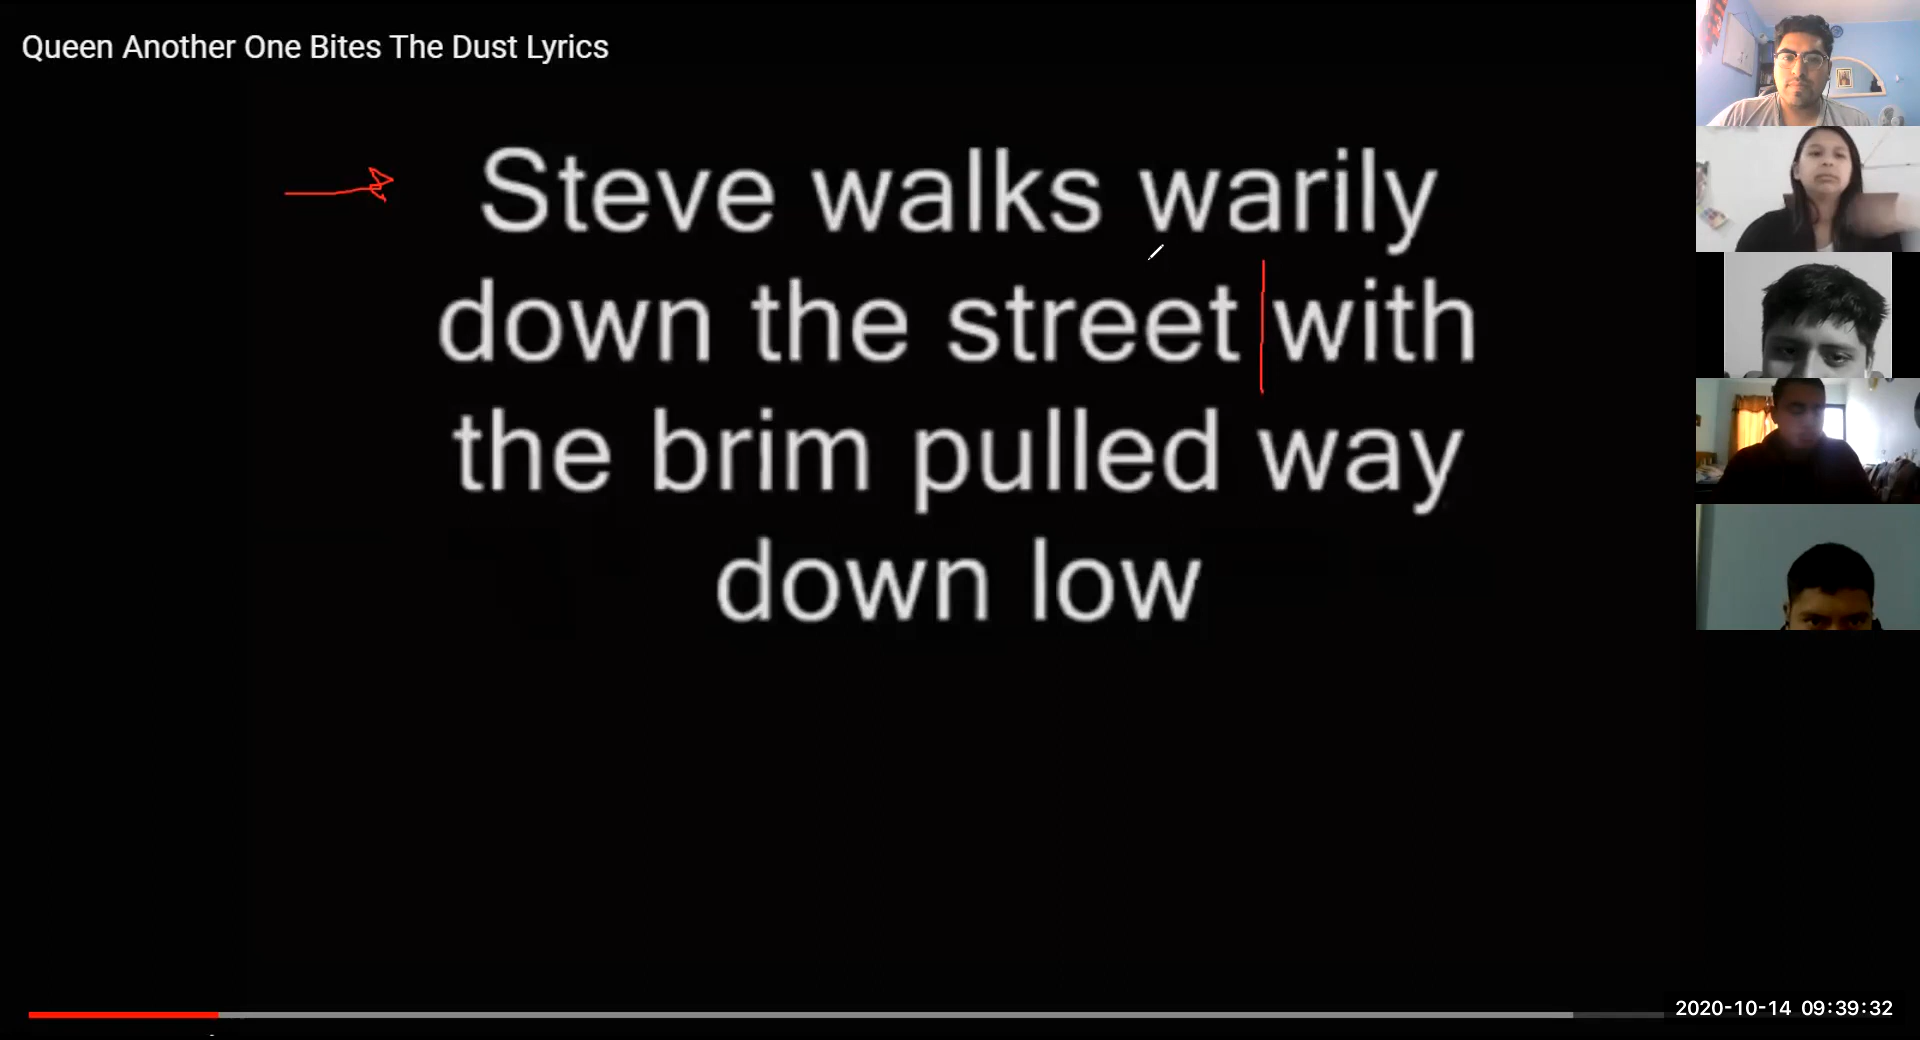 Queen Another One Bites The Dust Lyrics
Steve walks warily
down the street with
the brim pulled way
down low
2020-10-14 09:39:32